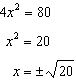 4x² = 80
x² = 20
x = ±√20